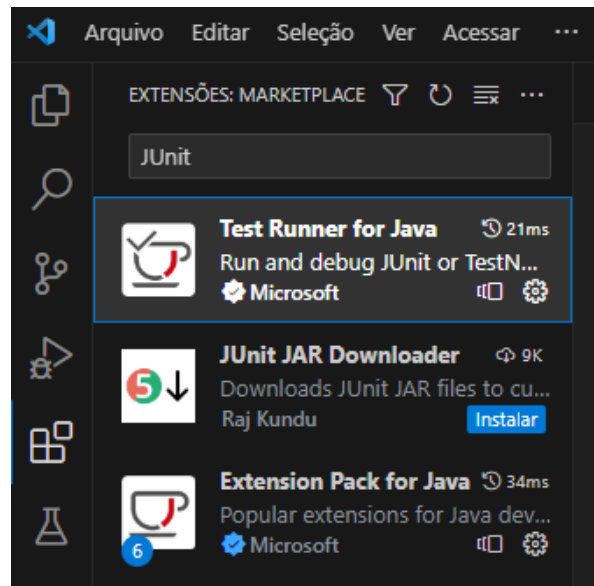 Arquivo Editar Seleção Ver Acessar ...
EXTENSÕES: MARKETPLACE
JUnit
Test Runner for Java 21ms
Run and debug JUnit or TestN...
Microsoft
JUnit JAR Downloader 9K
5 Downloads JUnit JAR files to cu...
Raj Kundu Instalar
Extension Pack for Java 34ms
Popular extensions for Java dev...
6 Microsoft